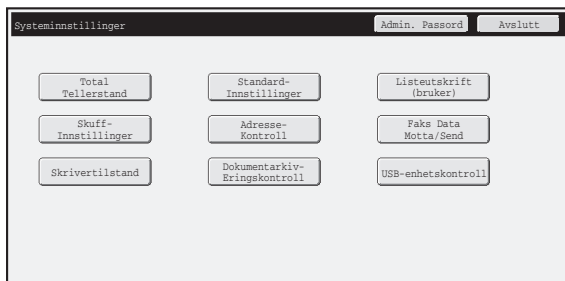 Systeminnstillinger Admin. Passord Avslutt
Total Standard- Listeutskrift
Tellerstand Innstillinger (bruker)
Skuff- Adresse- Faks Data
Innstillinger Kontroll Motta/Send
Skrivertilstand Dokumentarkiv- USB-enhetskontroll
Eringskontroll